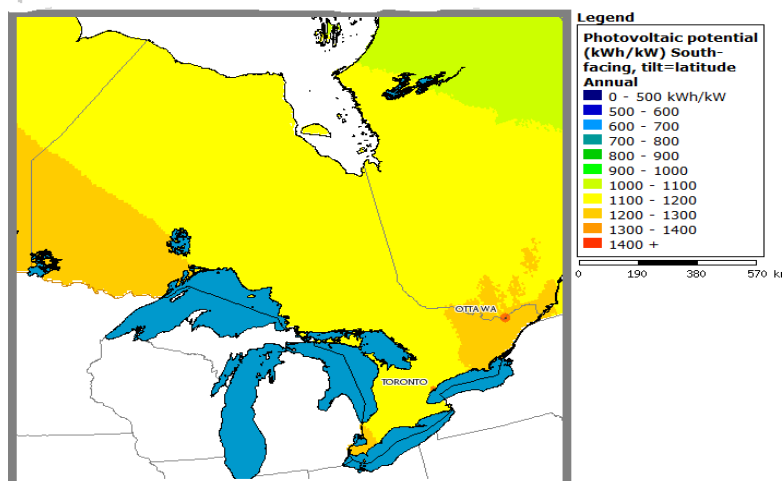 Legend
Photovoltaic potential
(kWh/kW) South-
facing, tilt=latitude
Annual
0 - 500 kWh/kW
500 - 600
600 - 700
700 - 800
800 - 900
900 - 1000
1000 - 1100
1100 - 1200
1200 - 1300
1300 - 1400
1400 +
0 190 380 570
OTTAWA
TORONTO